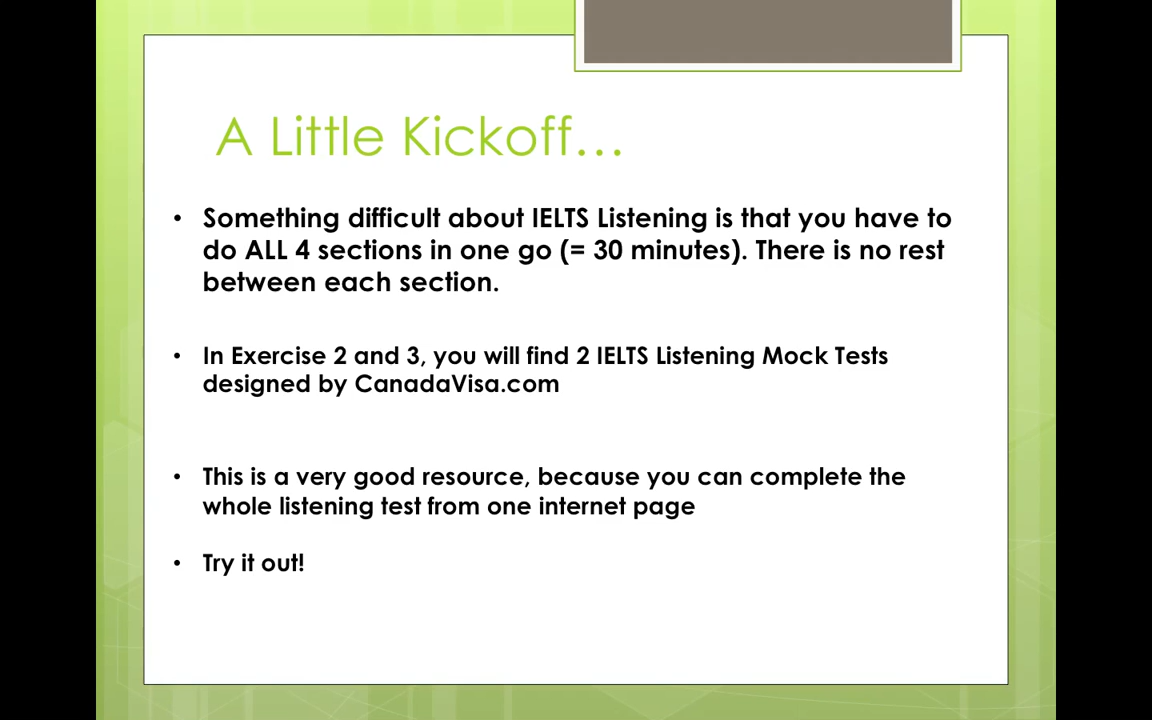 A Little Kickoff…
• Something difficult about IELTS Listening is that you have to
do ALL 4 sections in one go (= 30 minutes). There is no rest
between each section.
• In Exercise 2 and 3, you will find 2 IELTS Listening Mock Tests
designed by CanadaVisa.com
• This is a very good resource, because you can complete the
whole listening test from one internet page
• Try it out!